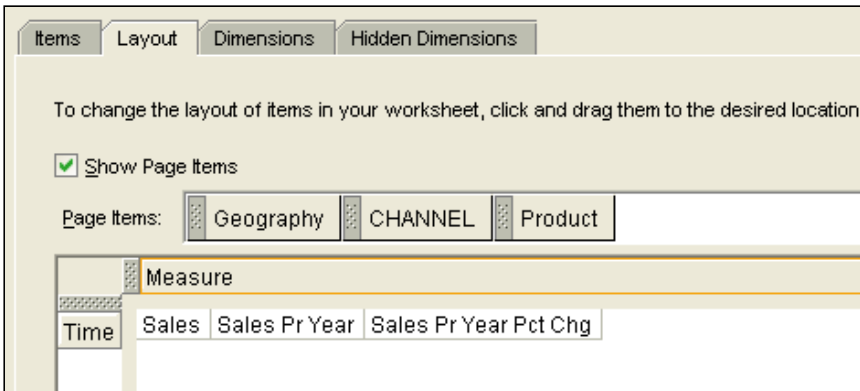 Items Layout Dimensions Hidden Dimensions
To change the layout of items in your worksheet, click and drag them to the desired location
Show Page Items
Page Items: Geography CHANNEL Product
Measure
Time Sales Sales Pr Year Sales Pr Year Pct Chg